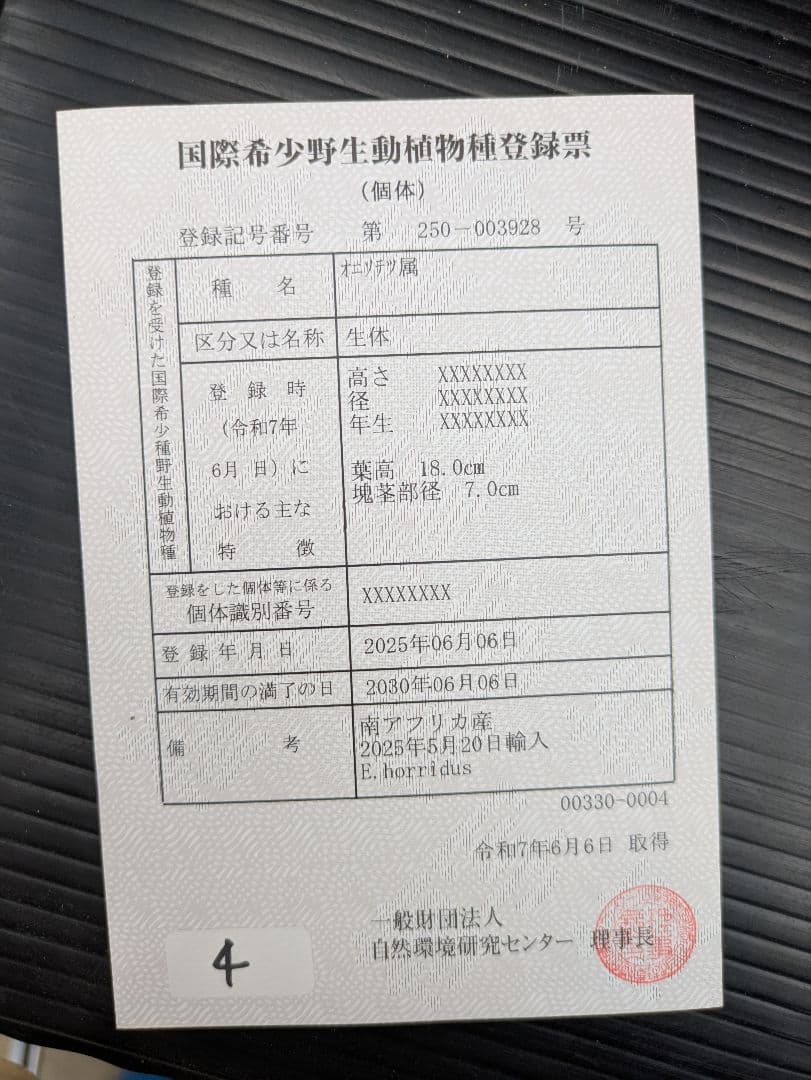 国際希少野生動植物種登録票
(個体)
登録記号番号 第 250-003928 号
登録を受けた国際希少種野生動植物種
種 名 ｵﾆｿﾃﾂ属
区分又は名称 生体
登録時
(令和7年
6月 日)に
おける主な
特 徴
高さ XXXXXXXX
径 XXXXXXXX
年生 XXXXXXXX
葉高 18.0cm
塊茎部径 7.0cm
登録をした個体等に係る
個体識別番号 XXXXXXXX
登録年月日 2025年06月06日
有効期間の満了の日 2030年06月06日
備 考
南アフリカ産
2025年5月20日輸入
E.horridus
00330-0004
令和7年6月6日 取得
一般財団法人
自然環境研究センター 理事長
4